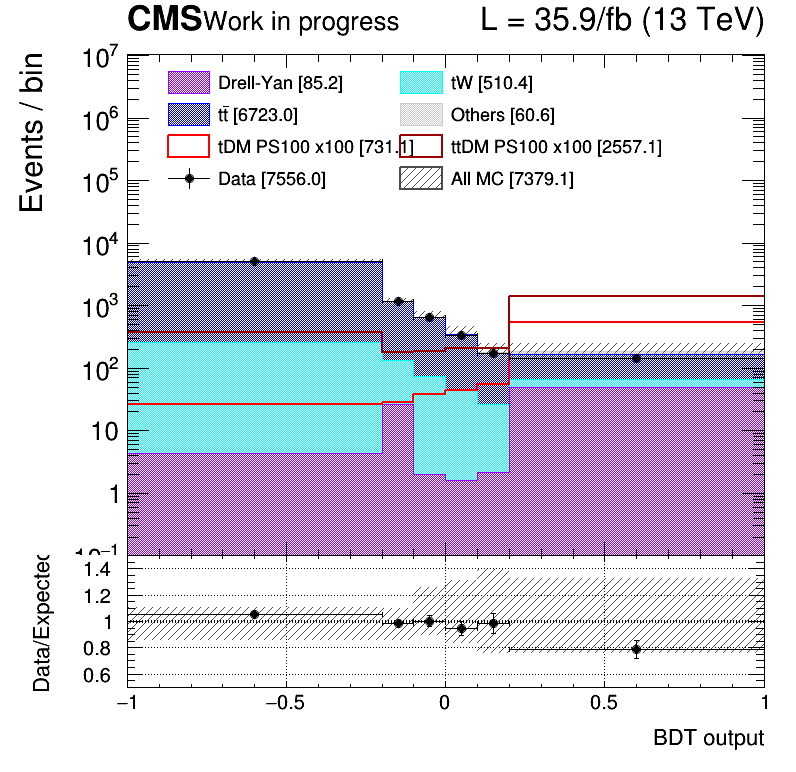 CMS Work in progress L = 35.9/fb (13 TeV)
Events / bin
10⁷
10⁶
10⁵
10⁴
10³
10²
10
1
10⁻¹
Drell-Yan [85.2] tW [510.4]
tt̄ [6723.0] Others [60.6]
tDM PS100 x100 [731.1] ttDM PS100 x100 [2557.1]
Data [7556.0] All MC [7379.1]
Data/Expected
1.4
1.2
1
0.8
0.6
−1 −0.5 0 0.5 1
BDT output